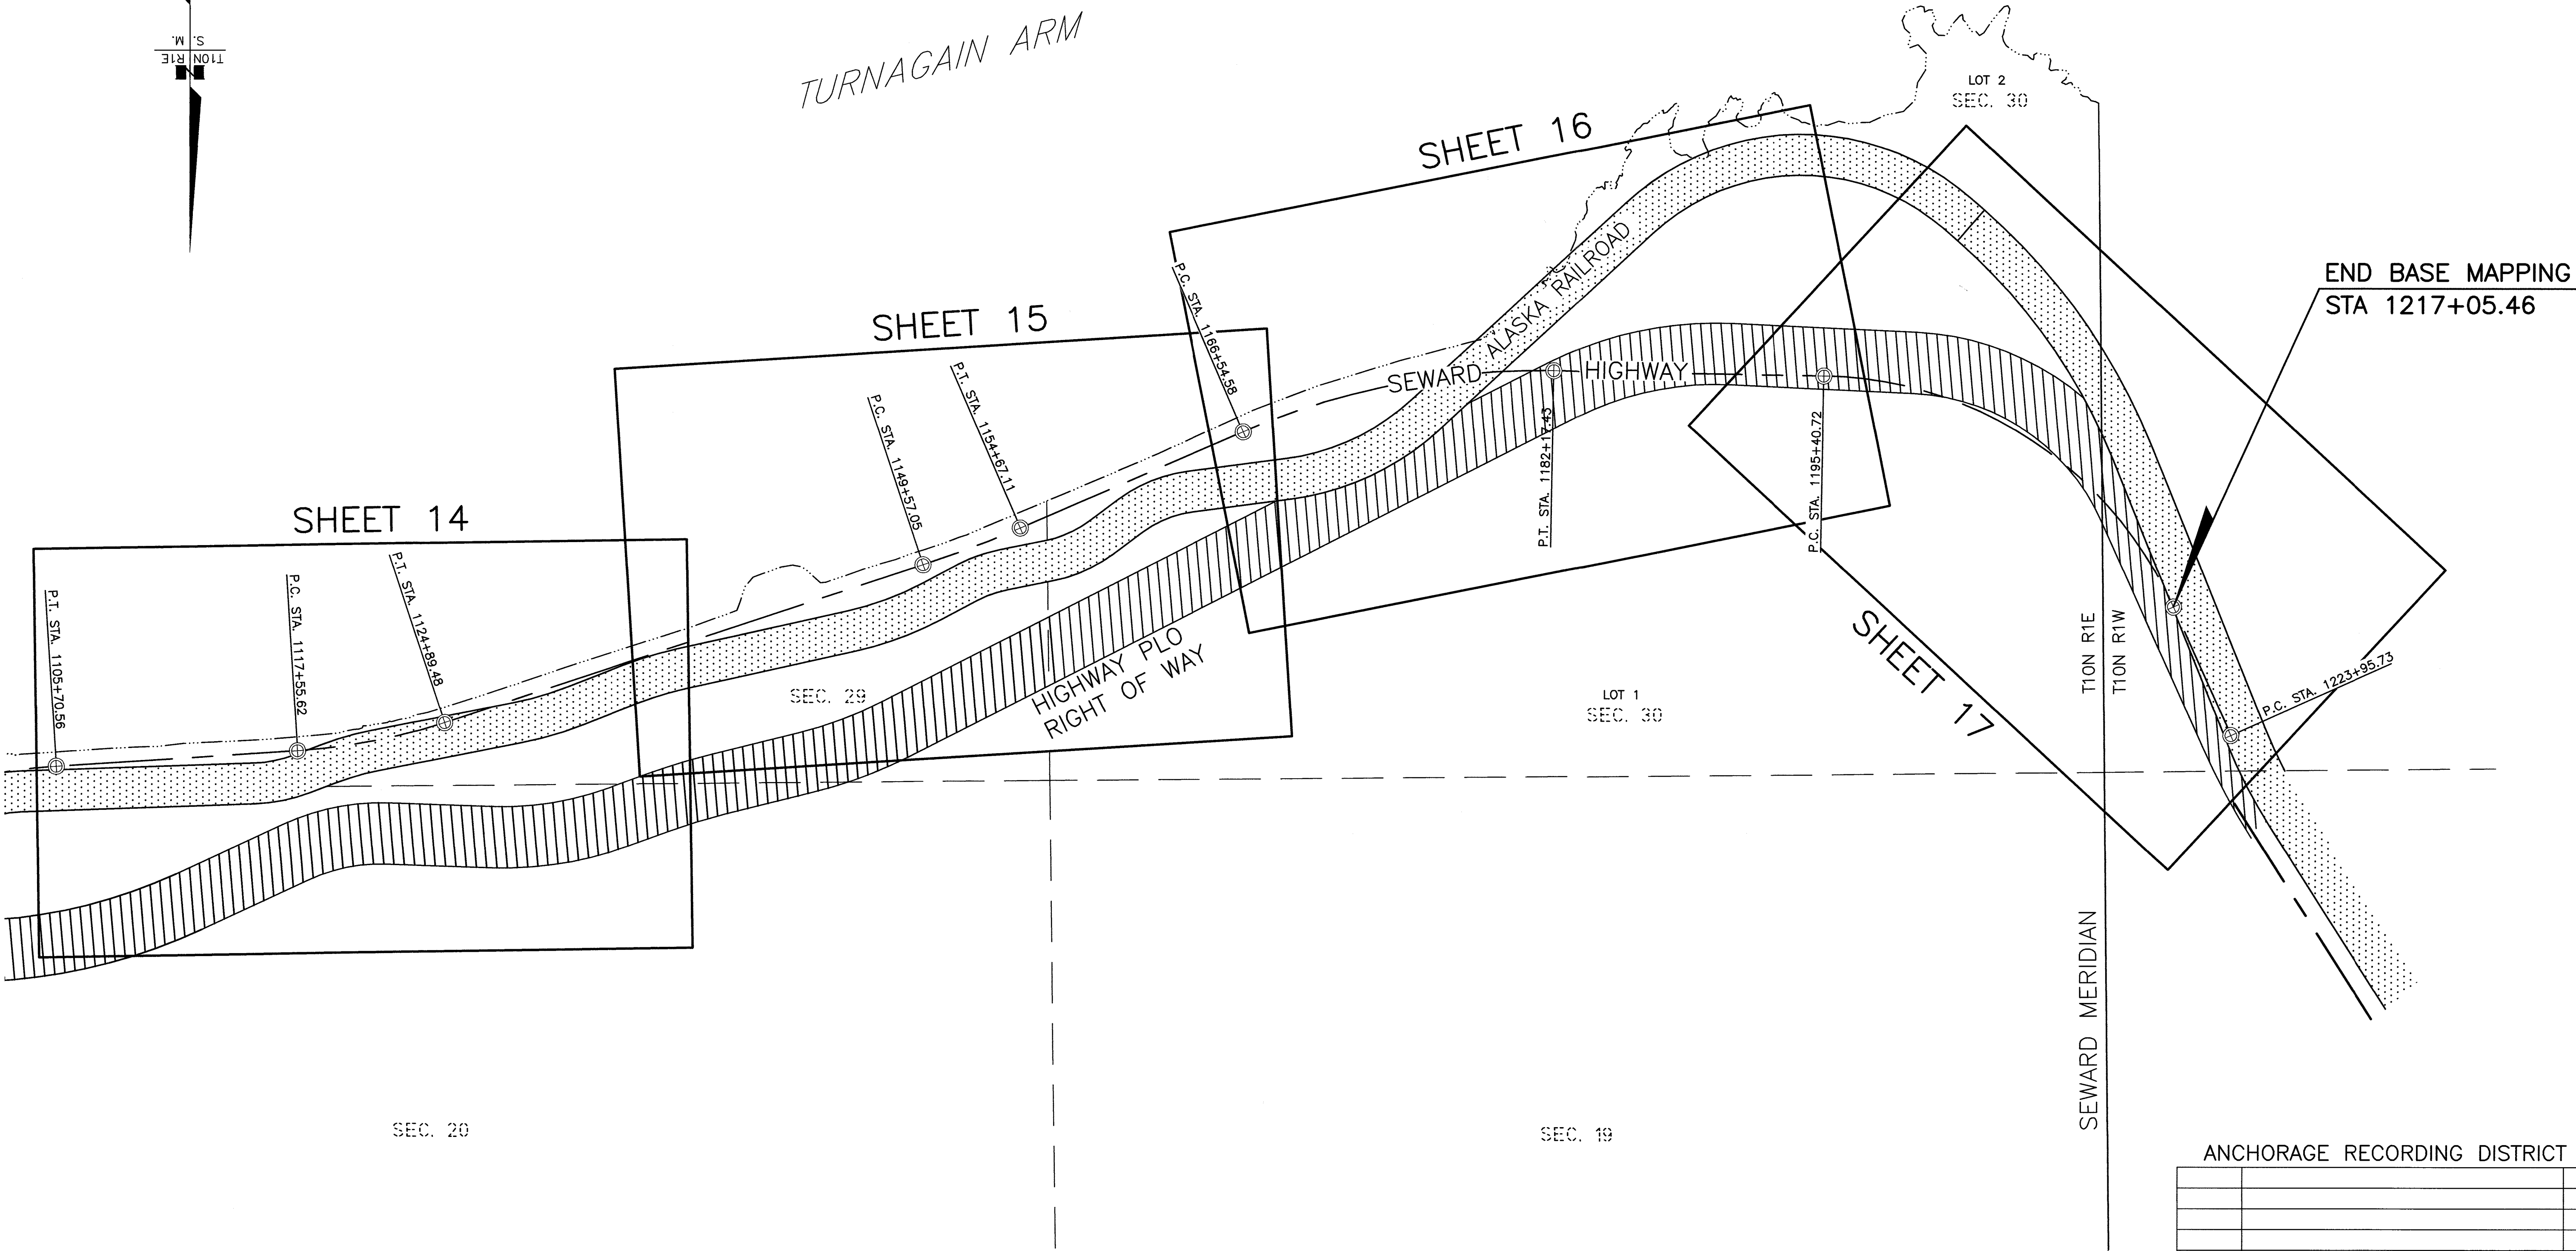 T10N R1E
S. M.
TURNAGAIN ARM
LOT 2
SEC. 30
SHEET 16
END BASE MAPPING
STA 1217+05.46
SHEET 15
P.C. STA. 1166+54.58
ALASKA RAILROAD
SEWARD HIGHWAY
P.T. STA. 1154+67.11
P.C. STA. 1149+57.05
P.T. STA. 1182+17.43
P.C. STA. 1195+40.72
SHEET 14
P.T. STA. 1105+70.56
P.C. STA. 1117+55.62
P.T. STA. 1124+89.48
SEC. 29
HIGHWAY PLO
RIGHT OF WAY
LOT 1
SEC. 30
SHEET 17
T10N R1E
T10N R1W
P.C. STA. 1223+95.73
SEWARD MERIDIAN
SEC. 20
SEC. 19
ANCHORAGE RECORDING DISTRICT